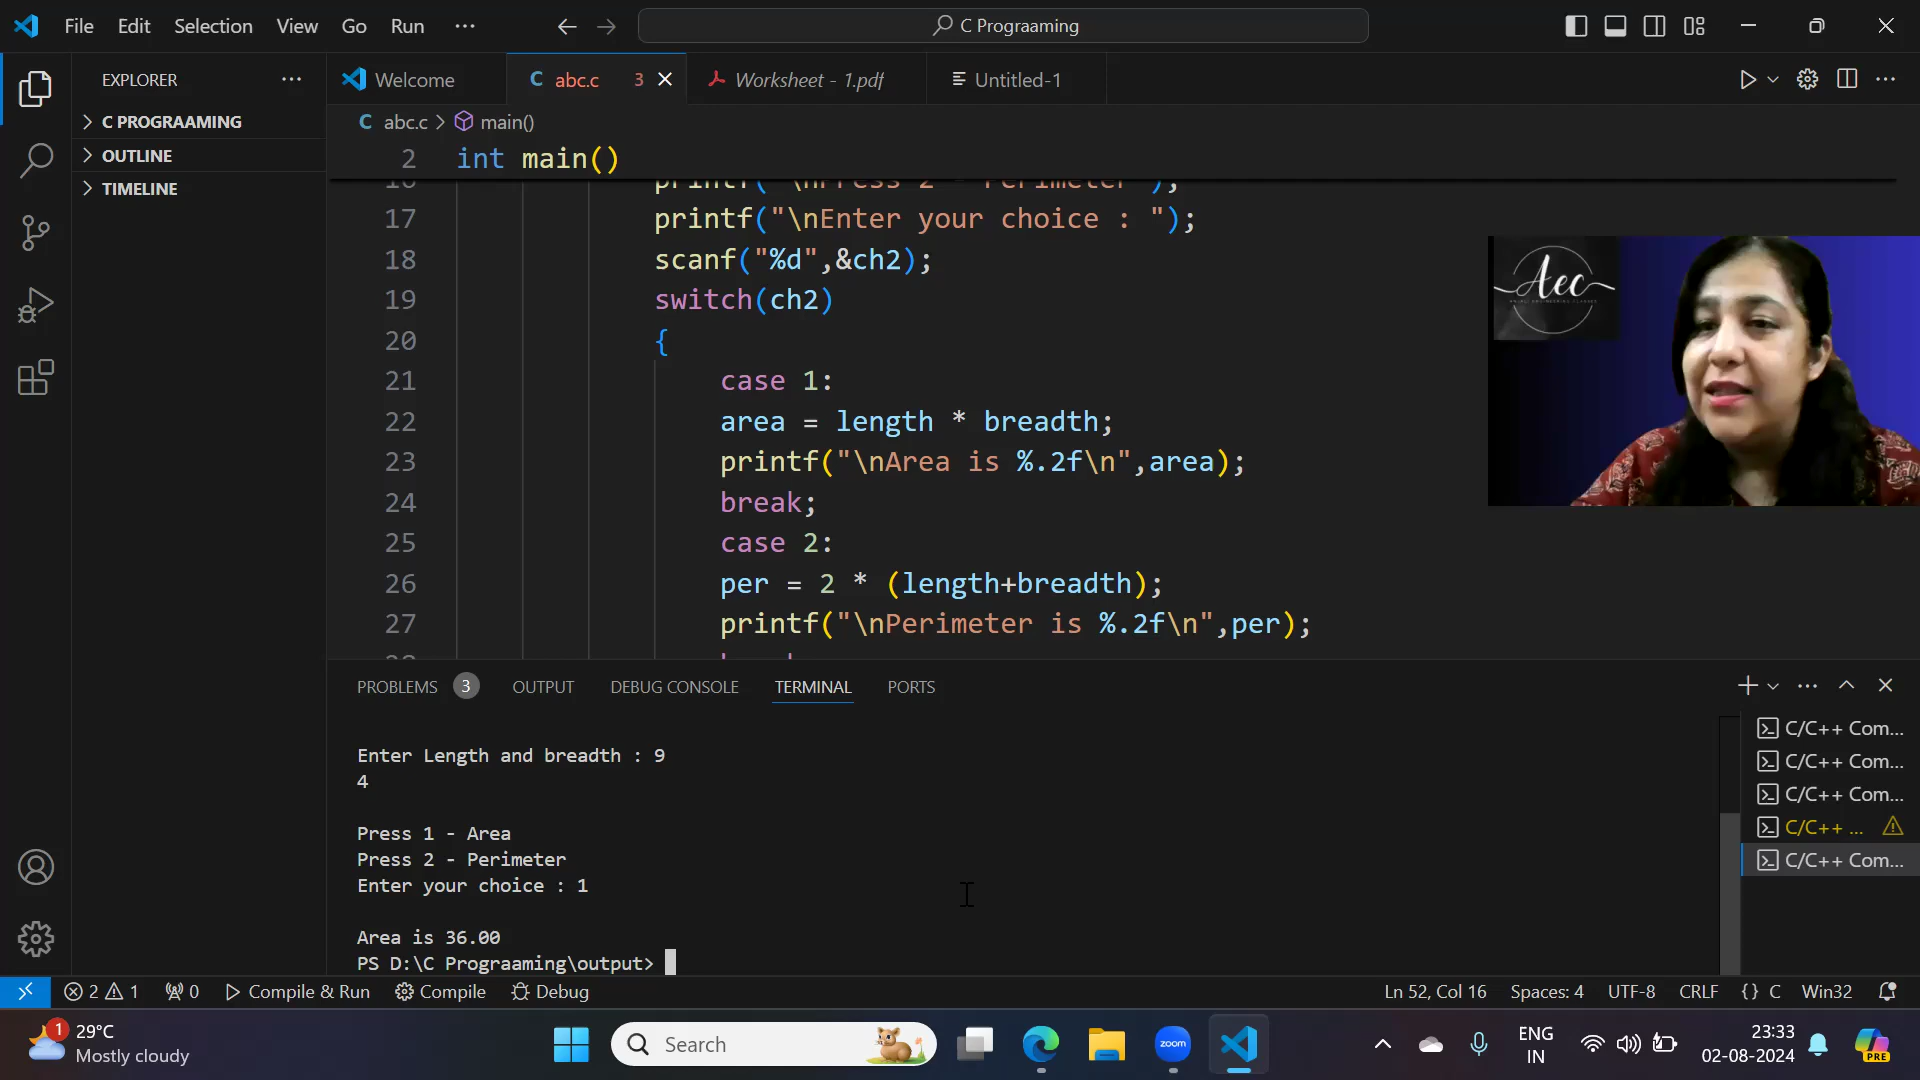 File Edit Selection View Go Run ··· C Prograaming
EXPLORER ···
C PROGRAAMING
OUTLINE
TIMELINE
Welcome
C abc.c 3
Worksheet - 1.pdf
Untitled-1
C abc.c > main()
2 int main()
printf("\nPress 2 - Perimeter");
17 printf("\nEnter your choice : ");
18 scanf("%d",&ch2);
19 switch(ch2)
20 {
21 case 1:
22 area = length * breadth;
23 printf("\nArea is %.2f\n",area);
24 break;
25 case 2:
26 per = 2 * (length+breadth);
27 printf("\nPerimeter is %.2f\n",per);
Aec
PROBLEMS 3 OUTPUT DEBUG CONSOLE TERMINAL PORTS
Enter Length and breadth : 9
4
Press 1 - Area
Press 2 - Perimeter
Enter your choice : 1
Area is 36.00
PS D:\C Prograaming\output>
C/C++ Com...
C/C++ Com...
C/C++ Com...
C/C++ ...
C/C++ Com...
2 1 0 Compile & Run Compile Debug Ln 52, Col 16 Spaces: 4 UTF-8 CRLF {} C Win32
1
29°C
Mostly cloudy
Search
zoom
ENG
IN
23:33
02-08-2024
PRE